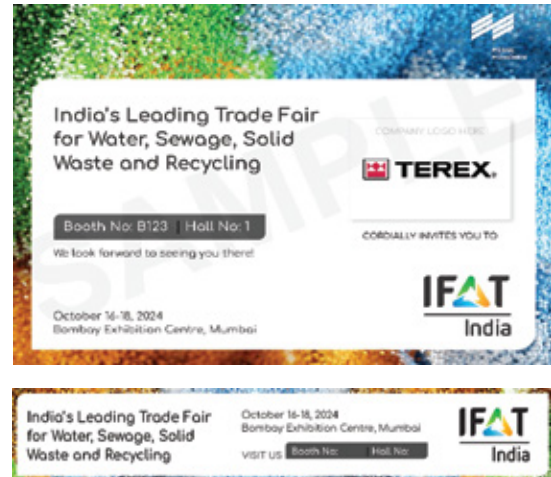 India's Leading Trade Fair
for Water, Sewage, Solid
Waste and Recycling
COMPANY LOGO HERE
TEREX
Booth No: B123 | Hall No: 1
CORDIALLY INVITES YOU TO
We look forward to seeing you there!
IFAT
India
October 16-18, 2024
Bombay Exhibition Centre, Mumbai
SAMPLE
India's Leading Trade Fair
for Water, Sewage, Solid
Waste and Recycling
October 16-18, 2024
Bombay Exhibition Centre, Mumbai
VISIT US Booth No: Hall No:
IFAT
India